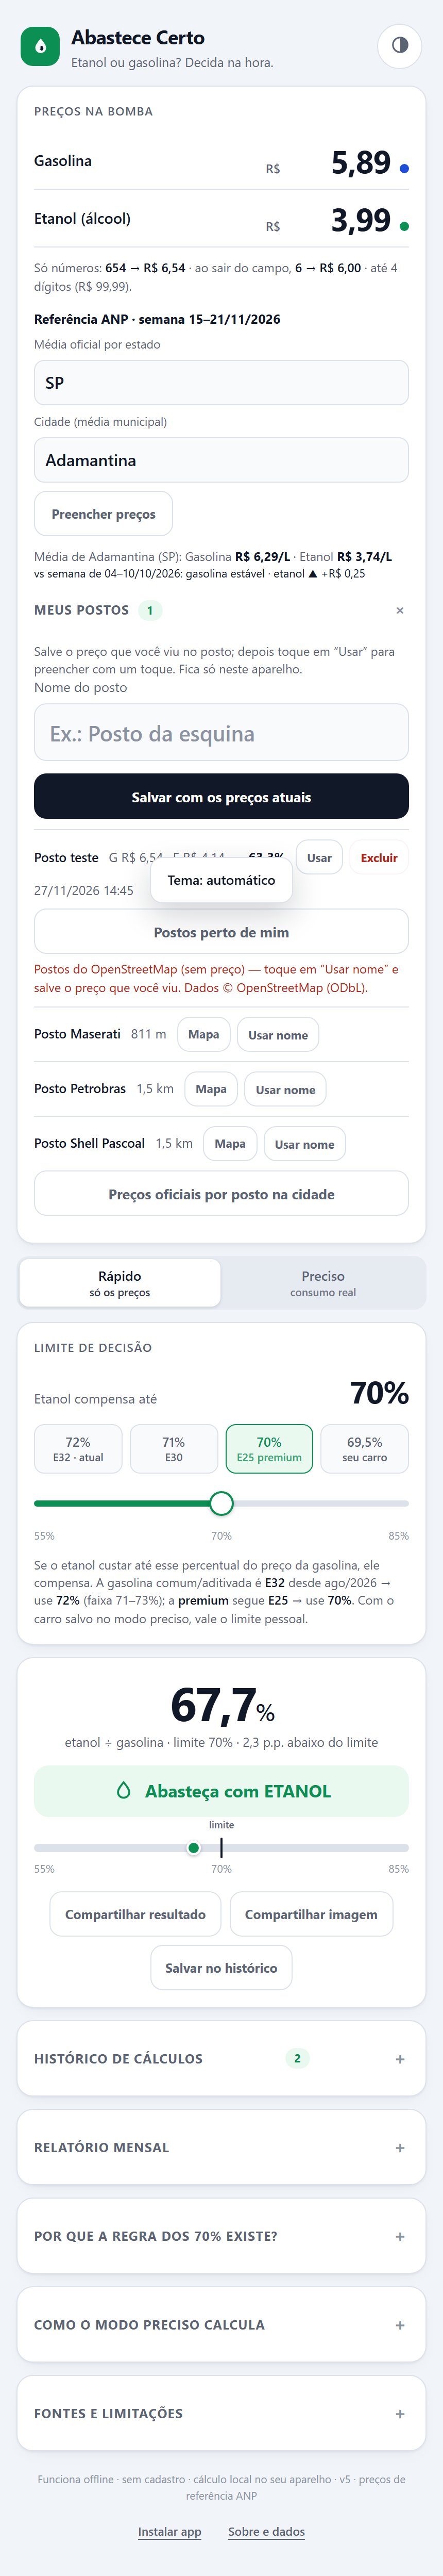 Abastece Certo
Etanol ou gasolina? Decida na hora.
PREÇOS NA BOMBA
Gasolina R$ 5,89
Etanol (álcool) R$ 3,99
Só números: 654 → R$ 6,54 · ao sair do campo, 6 → R$ 6,00 · até 4
dígitos (R$ 99,99).
Referência ANP · semana 15–21/11/2026
Média oficial por estado
SP
Cidade (média municipal)
Adamantina
Preencher preços
Média de Adamantina (SP): Gasolina R$ 6,29/L · Etanol R$ 3,74/L
vs semana de 04–10/10/2026: gasolina estável · etanol ▲ +R$ 0,25
MEUS POSTOS 1 ×
Salve o preço que você viu no posto; depois toque em “Usar” para
preencher com um toque. Fica só neste aparelho.
Nome do posto
Ex.: Posto da esquina
Salvar com os preços atuais
Posto teste G R$ 6,54 · E R$ 4,14 63,3% Usar Excluir
27/11/2026 14:45
Tema: automático
Postos perto de mim
Postos do OpenStreetMap (sem preço) — toque em “Usar nome” e
salve o preço que você viu. Dados © OpenStreetMap (ODbL).
Posto Maserati 811 m Mapa Usar nome
Posto Petrobras 1,5 km Mapa Usar nome
Posto Shell Pascoal 1,5 km Mapa Usar nome
Preços oficiais por posto na cidade
Rápido Preciso
só os preços consumo real
LIMITE DE DECISÃO
Etanol compensa até 70%
72% 71% 70% 69,5%
E32 · atual E30 E25 premium seu carro
55% 70% 85%
Se o etanol custar até esse percentual do preço da gasolina, ele
compensa. A gasolina comum/aditivada é E32 desde ago/2026 →
use 72% (faixa 71–73%); a premium segue E25 → use 70%. Com o
carro salvo no modo preciso, vale o limite pessoal.
67,7%
etanol ÷ gasolina · limite 70% · 2,3 p.p. abaixo do limite
Abasteça com ETANOL
limite
55% 70% 85%
Compartilhar resultado Compartilhar imagem
Salvar no histórico
HISTÓRICO DE CÁLCULOS 2 +
RELATÓRIO MENSAL +
POR QUE A REGRA DOS 70% EXISTE? +
COMO O MODO PRECISO CALCULA +
FONTES E LIMITAÇÕES +
Funciona offline · sem cadastro · cálculo local no seu aparelho · v5 · preços de
referência ANP
Instalar app Sobre e dados